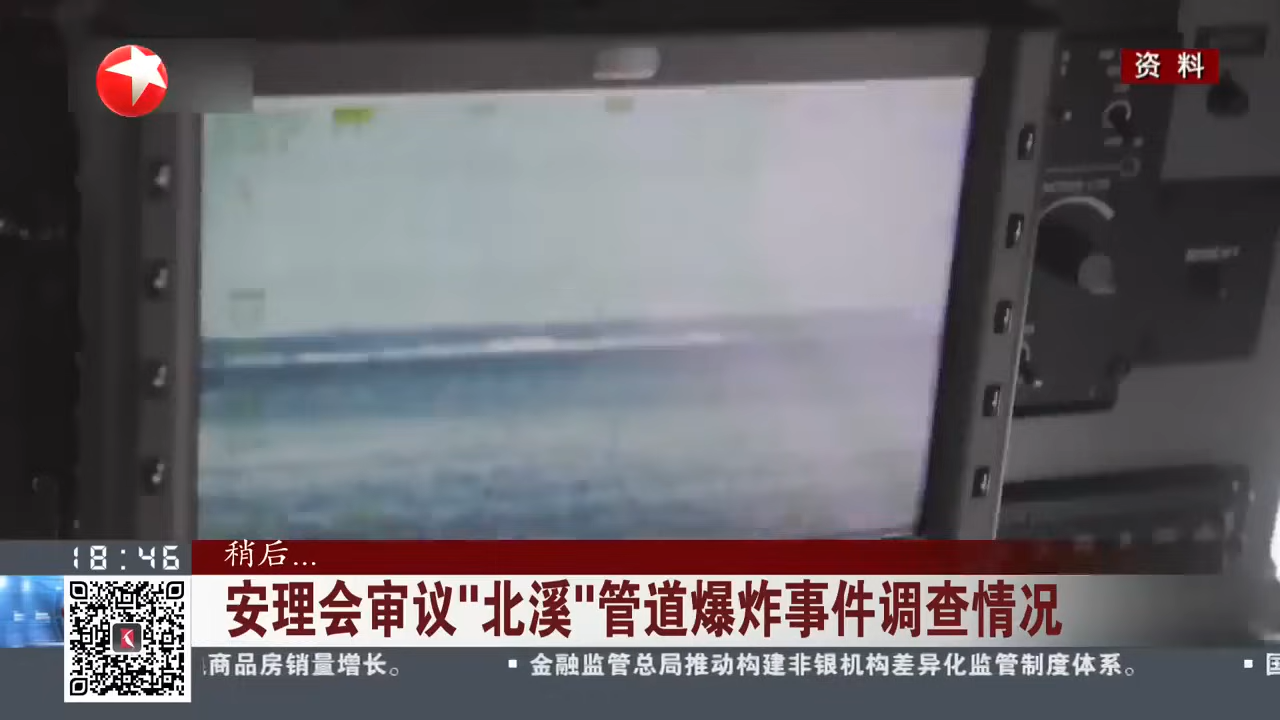 资料
18:46
稍后...
安理会审议"北溪"管道爆炸事件调查情况
商品房销量增长。 ▪ 金融监管总局推动构建非银机构差异化监管制度体系。 ▪